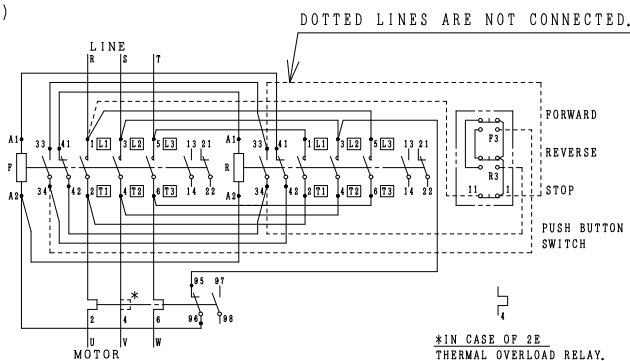 )
DOTTED LINES ARE NOT CONNECTED.
LINE
R S T
A1 33 41 1 L1 3 L2 5 L3 13 21 A1 33 41 1 L1 3 L2 5 L3 13 21
F R
A2 34 42 2 T1 4 T2 6 T3 14 22 A2 34 42 2 T1 4 T2 6 T3 14 22
FORWARD
F3
REVERSE
R3
STOP
11 1
PUSH BUTTON
SWITCH
95 97
*
2 4 6 96 98
U V W
MOTOR
4
*IN CASE OF 2E
THERMAL OVERLOAD RELAY.